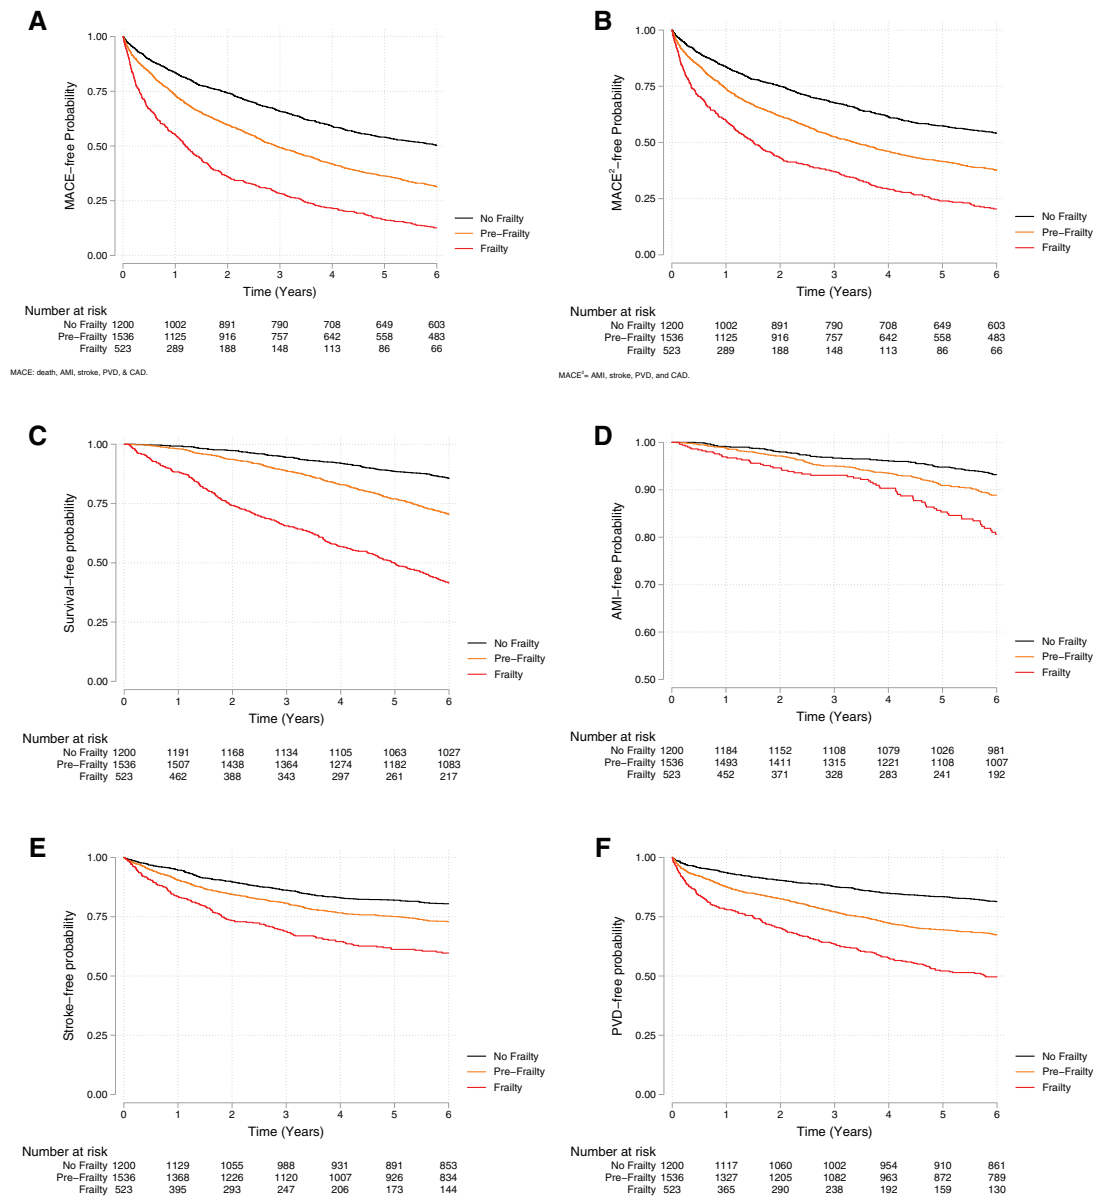 A
1.00
0.75
0.50
0.25
0.00
MACE−free Probability
No Frailty
Pre−Frailty
Frailty
0 1 2 3 4 5 6
Time (Years)
Number at risk
No Frailty 1200 1002 891 790 708 649 603
Pre−Frailty 1536 1125 916 757 642 558 483
Frailty 523 289 188 148 113 86 66
MACE: death, AMI, stroke, PVD, & CAD.
B
1.00
0.75
0.50
0.25
0.00
MACE²−free Probability
No Frailty
Pre−Frailty
Frailty
0 1 2 3 4 5 6
Time (Years)
Number at risk
No Frailty 1200 1002 891 790 708 649 603
Pre−Frailty 1536 1125 916 757 642 558 483
Frailty 523 289 188 148 113 86 66
MACE²= AMI, stroke, PVD, and CAD.
C
1.00
0.75
0.50
0.25
0.00
Survival−free probability
No Frailty
Pre−Frailty
Frailty
0 1 2 3 4 5 6
Time (Years)
Number at risk
No Frailty 1200 1191 1168 1134 1105 1063 1027
Pre−Frailty 1536 1507 1438 1364 1274 1182 1083
Frailty 523 462 388 343 297 261 217
D
1.00
0.90
0.80
0.70
0.60
0.50
AMI−free Probability
No Frailty
Pre−Frailty
Frailty
0 1 2 3 4 5 6
Time (Years)
Number at risk
No Frailty 1200 1184 1152 1108 1079 1026 981
Pre−Frailty 1536 1493 1411 1315 1221 1108 1007
Frailty 523 452 371 328 283 241 192
E
1.00
0.75
0.50
0.25
0.00
Stroke−free probability
No Frailty
Pre−Frailty
Frailty
0 1 2 3 4 5 6
Time (Years)
Number at risk
No Frailty 1200 1129 1055 988 931 891 853
Pre−Frailty 1536 1368 1226 1120 1007 926 834
Frailty 523 395 293 247 206 173 144
F
1.00
0.75
0.50
0.25
0.00
PVD−free probability
No Frailty
Pre−Frailty
Frailty
0 1 2 3 4 5 6
Time (Years)
Number at risk
No Frailty 1200 1117 1060 1002 954 910 861
Pre−Frailty 1536 1327 1205 1082 963 872 789
Frailty 523 365 290 238 192 159 130